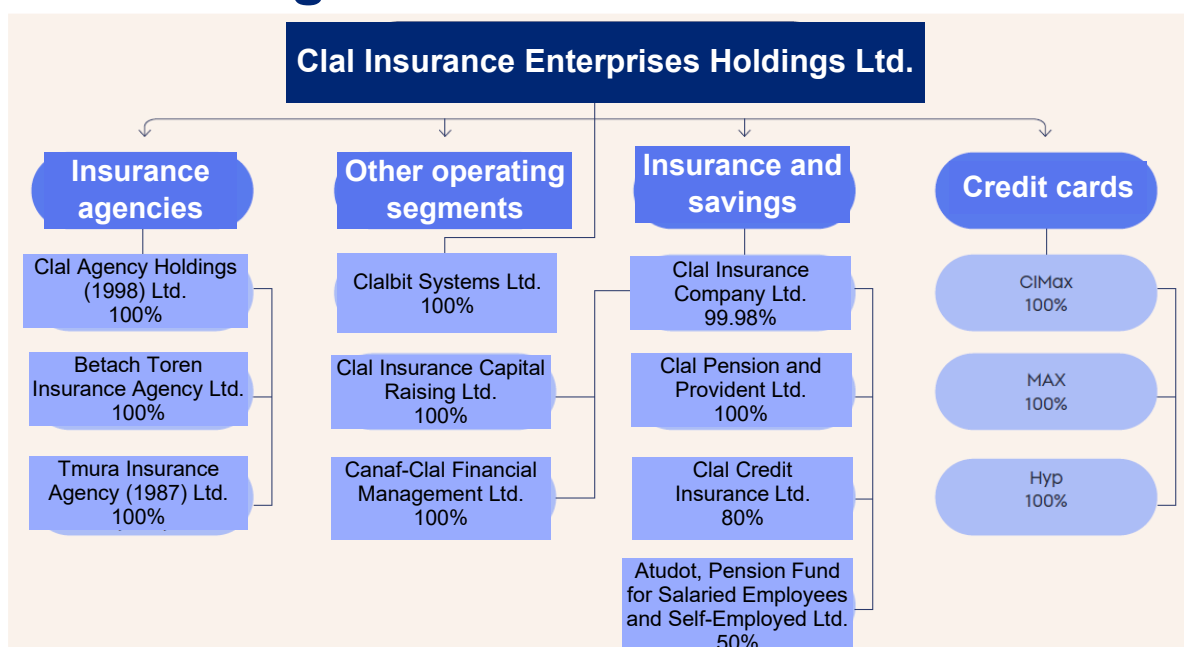 Clal Insurance Enterprises Holdings Ltd.
Insurance
agencies
Clal Agency Holdings
(1998) Ltd.
100%
Betach Toren
Insurance Agency Ltd.
100%
Tmura Insurance
Agency (1987) Ltd.
100%
Other operating
segments
Clalbit Systems Ltd.
100%
Clal Insurance Capital
Raising Ltd.
100%
Canaf-Clal Financial
Management Ltd.
100%
Insurance and
savings
Clal Insurance
Company Ltd.
99.98%
Clal Pension and
Provident Ltd.
100%
Clal Credit
Insurance Ltd.
80%
Atudot, Pension Fund
for Salaried Employees
and Self-Employed Ltd.
50%
Credit cards
ClMax
100%
MAX
100%
Hyp
100%